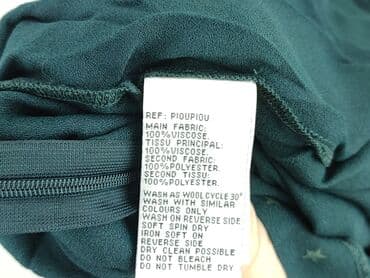 REF: PIOUPIOU
MAIN FABRIC:
100%VISCOSE.
TISSU PRINCIPAL:
100%VISCOSE.
SECOND FABRIC:
100%POLYESTER.
SECOND TISSU:
100%POLYESTER.
WASH AS WOOL CYCLE 30°
WASH WITH SIMILAR
COLOURS ONLY
WASH ON REVERSE SIDE
SOFT SPIN DRY
IRON SOFT ON
REVERSE SIDE
DRY CLEAN POSSIBLE
DO NOT BLEACH
DO NOT TUMBLE DRY